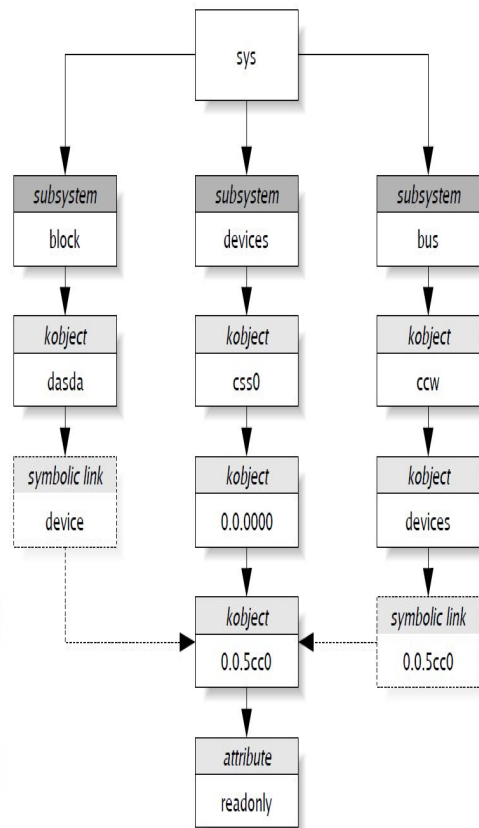 sys
subsystem
block
subsystem
devices
subsystem
bus
kobject
dasda
kobject
css0
kobject
ccw
symbolic link
device
kobject
0.0.0000
kobject
devices
kobject
0.0.5cc0
symbolic link
0.0.5cc0
attribute
readonly